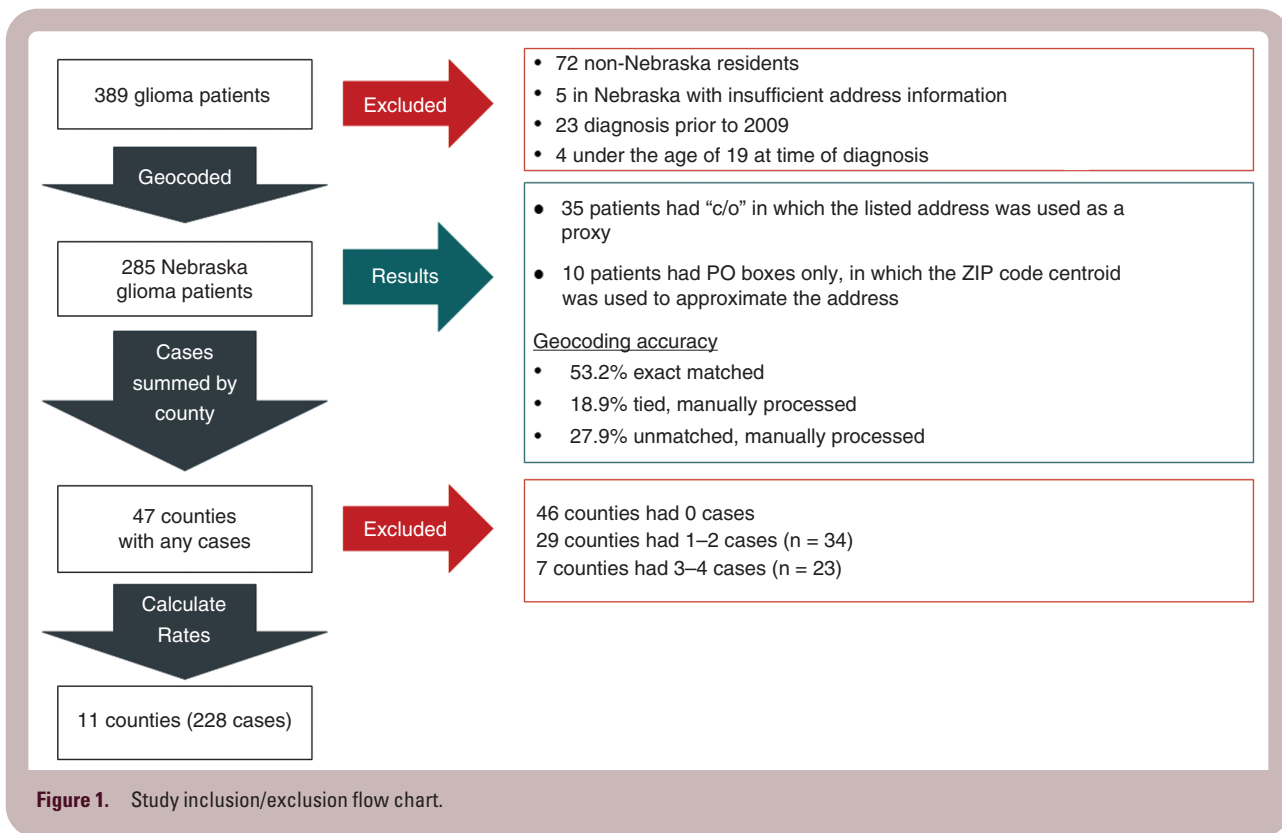 389 glioma patients
Excluded
• 72 non-Nebraska residents
• 5 in Nebraska with insufficient address information
• 23 diagnosis prior to 2009
• 4 under the age of 19 at time of diagnosis
Geocoded
285 Nebraska
glioma patients
Results
• 35 patients had “c/o” in which the listed address was used as a
proxy
• 10 patients had PO boxes only, in which the ZIP code centroid
was used to approximate the address
Geocoding accuracy
• 53.2% exact matched
• 18.9% tied, manually processed
• 27.9% unmatched, manually processed
Cases
summed by
county
47 counties
with any cases
Excluded
46 counties had 0 cases
29 counties had 1–2 cases (n = 34)
7 counties had 3–4 cases (n = 23)
Calculate
Rates
11 counties (228 cases)
Figure 1. Study inclusion/exclusion flow chart.